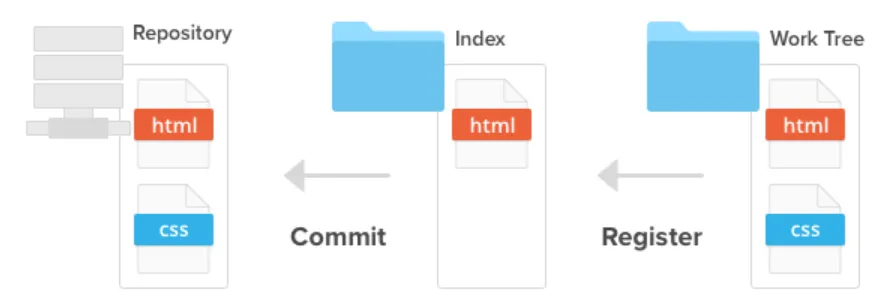 Repository
Index
Work Tree
html
html
html
Commit
Register
css
css